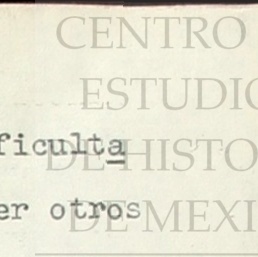 CENTRO
ESTUDIO
ficulta
DE HISTO
er otros
DE MEXI